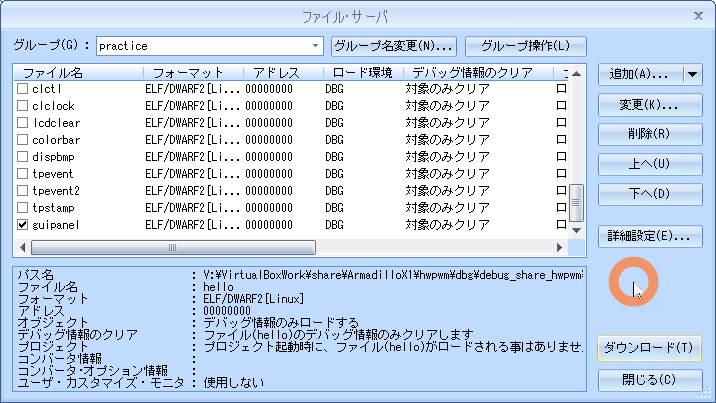 ファイル・サーバ
グループ(G) : practice グループ名変更(N)... グループ操作(L)
ファイル名 フォーマット アドレス ロード環境 デバッグ情報のクリア
clctl ELF/DWARF2[Li... 00000000 DBG 対象のみクリア ロ
clclock ELF/DWARF2[Li... 00000000 DBG 対象のみクリア ロ
lcdclear ELF/DWARF2[Li... 00000000 DBG 対象のみクリア ロ
colorbar ELF/DWARF2[Li... 00000000 DBG 対象のみクリア ロ
dispbmp ELF/DWARF2[Li... 00000000 DBG 対象のみクリア ロ
tpevent ELF/DWARF2[Li... 00000000 DBG 対象のみクリア ロ
tpevent2 ELF/DWARF2[Li... 00000000 DBG 対象のみクリア ロ
tpstamp ELF/DWARF2[Li... 00000000 DBG 対象のみクリア ロ
guipanel ELF/DWARF2[Li... 00000000 DBG 対象のみクリア ロ
追加(A)...
変更(K)...
削除(R)
上へ(U)
下へ(D)
詳細設定(E)...
パス名 : V:¥VirtualBoxWork¥share¥ArmadilloX1¥hwpwm¥dbg¥debug_share_hwpwm
ファイル名 : hello
フォーマット : ELF/DWARF2[Linux]
アドレス : 00000000
オブジェクト : デバッグ情報のみロードする
デバッグ情報のクリア : ファイル(hello)のデバッグ情報のみクリアします
プロジェクト : プロジェクト起動時に、ファイル(hello)がロードされる事はありませ.
コンバータ情報 :
コンバータ・オプション情報 :
ユーザ・カスタマイズ・モニタ : 使用しない
ダウンロード(T)
閉じる(C)